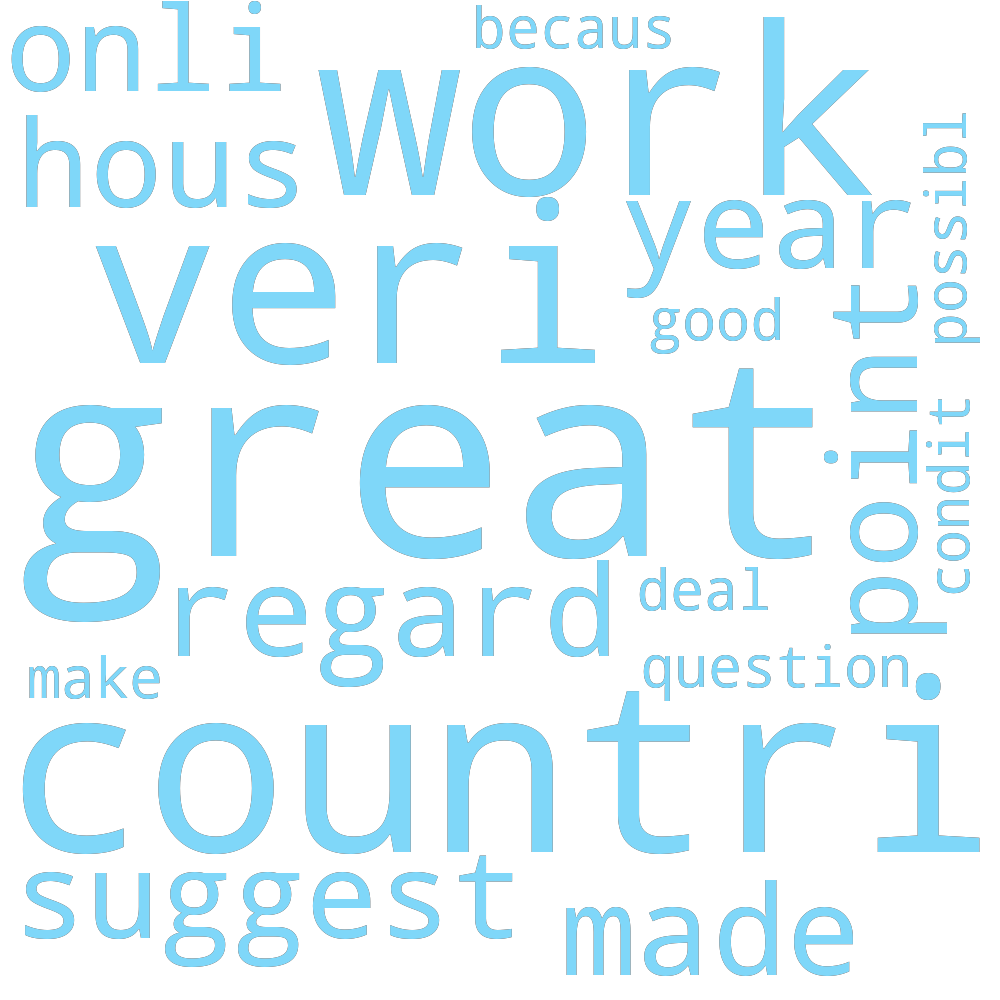 onli
becaus
work
hous
possibl
year
veri
good
point
great
condit
regard
deal
make
question
countri
suggest
made